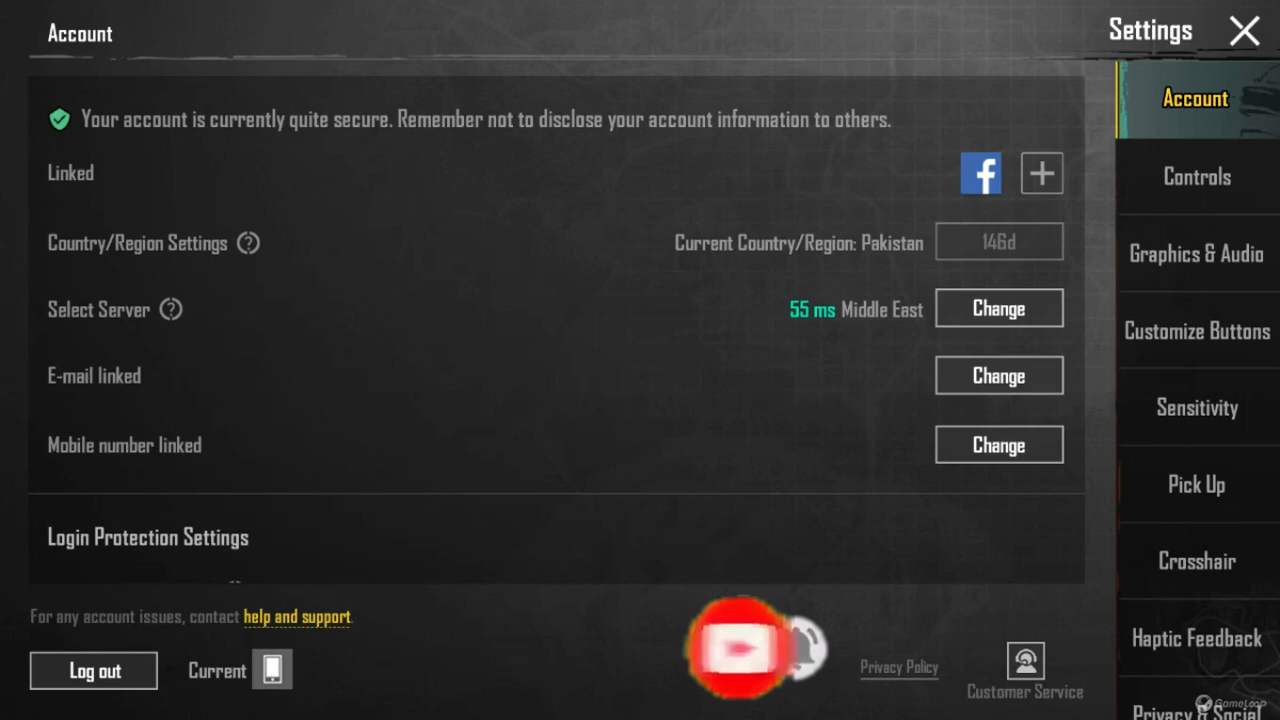 Account
Settings
Your account is currently quite secure. Remember not to disclose your account information to others.
Linked
Country/Region Settings ?
Current Country/Region: Pakistan
146d
Select Server ?
55 ms Middle East
Change
E-mail linked
Change
Mobile number linked
Change
Login Protection Settings
For any account issues, contact help and support.
Log out
Current
Privacy Policy
Customer Service
Account
Controls
Graphics & Audio
Customize Buttons
Sensitivity
Pick Up
Crosshair
Haptic Feedback
Privacy & Social
GameLoop